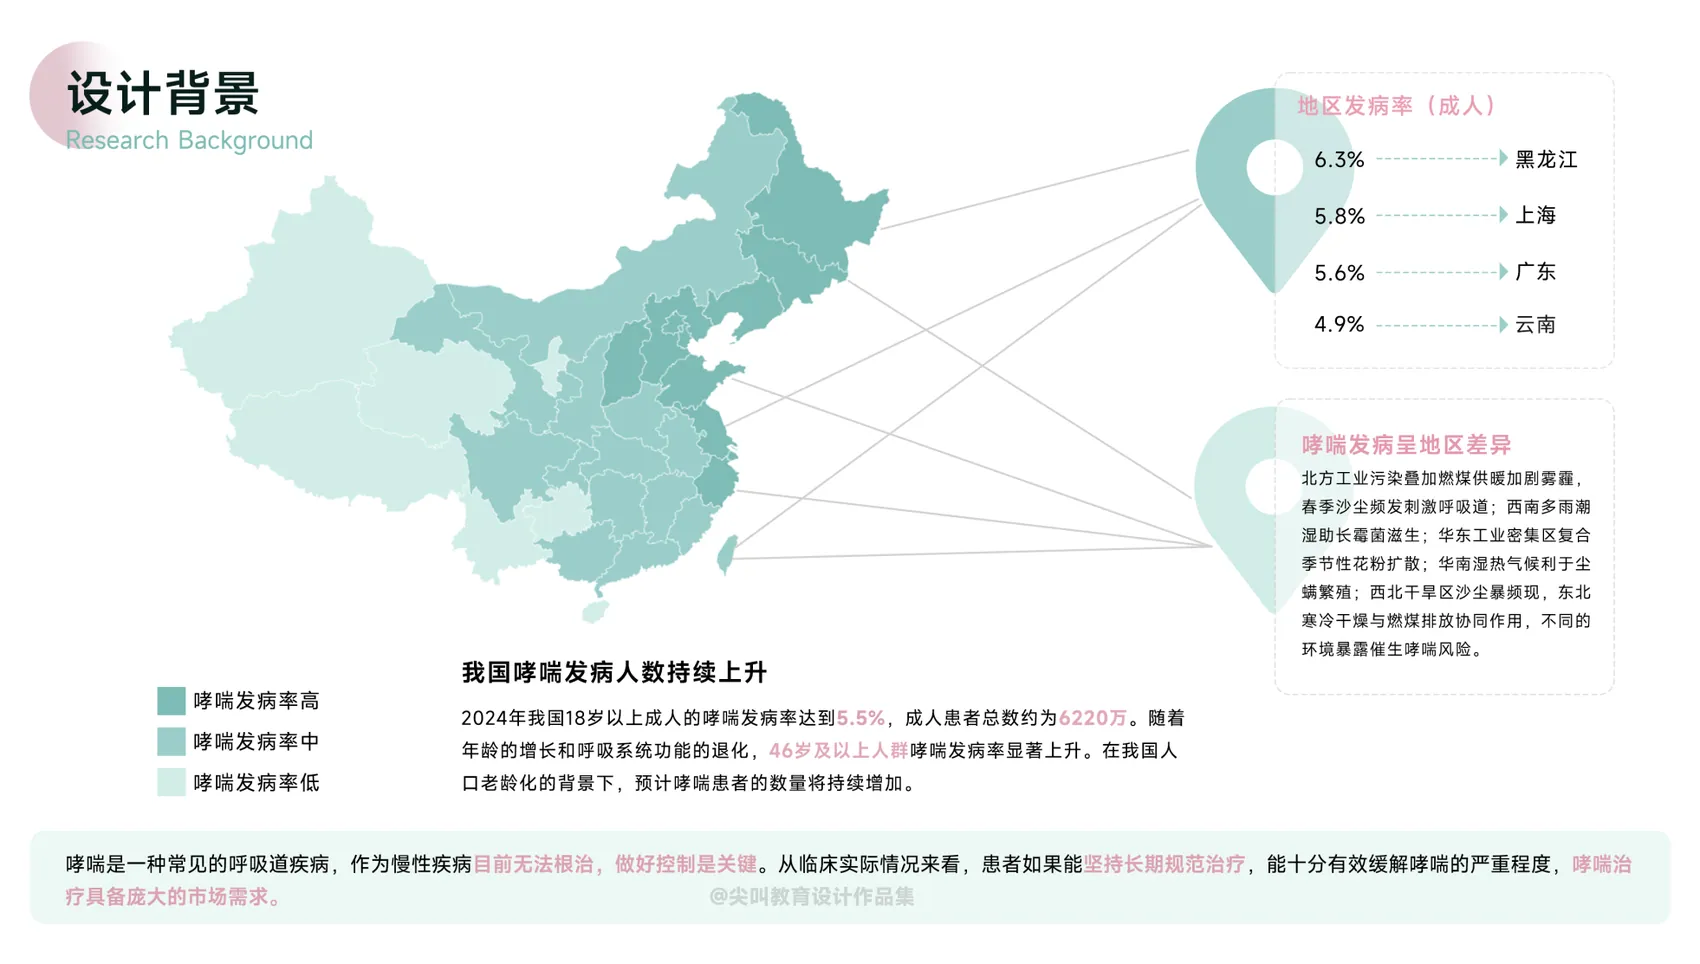 设计背景
Research Background
地区发病率（成人）
6.3% 黑龙江
5.8% 上海
5.6% 广东
4.9% 云南
哮喘发病呈地区差异
北方工业污染叠加燃煤供暖加剧雾霾，
春季沙尘频发刺激呼吸道；西南多雨潮
湿助长霉菌滋生；华东工业密集区复合
季节性花粉扩散；华南湿热气候利于尘
螨繁殖；西北干旱区沙尘暴频现，东北
寒冷干燥与燃煤排放协同作用，不同的
环境暴露催生哮喘风险。
哮喘发病率高
哮喘发病率中
哮喘发病率低
我国哮喘发病人数持续上升
2024年我国18岁以上成人的哮喘发病率达到5.5%，成人患者总数约为6220万。随着
年龄的增长和呼吸系统功能的退化，46岁及以上人群哮喘发病率显著上升。在我国人
口老龄化的背景下，预计哮喘患者的数量将持续增加。
哮喘是一种常见的呼吸道疾病，作为慢性疾病目前无法根治，做好控制是关键。从临床实际情况来看，患者如果能坚持长期规范治疗，能十分有效缓解哮喘的严重程度，哮喘治
疗具备庞大的市场需求。
@尖叫教育设计作品集